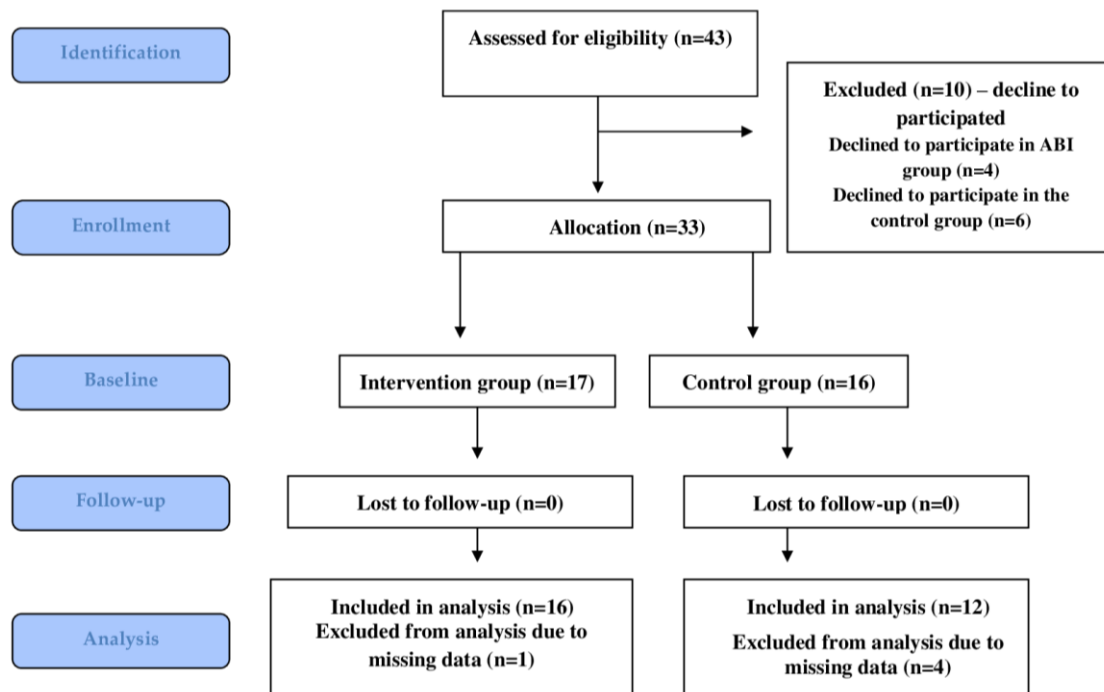 Identification
Assessed for eligibility (n=43)
Excluded (n=10) – decline to
participated
Declined to participate in ABI
group (n=4)
Declined to participate in the
control group (n=6)
Enrollment
Allocation (n=33)
Baseline
Intervention group (n=17)
Control group (n=16)
Follow-up
Lost to follow-up (n=0)
Lost to follow-up (n=0)
Analysis
Included in analysis (n=16)
Excluded from analysis due to
missing data (n=1)
Included in analysis (n=12)
Excluded from analysis due to
missing data (n=4)